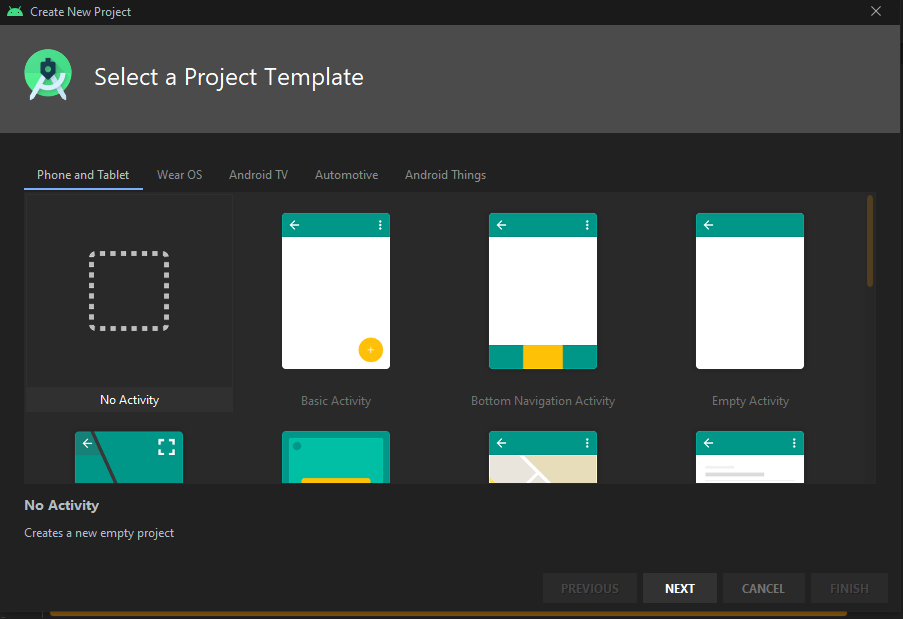 Create New Project
Select a Project Template
Phone and Tablet
Wear OS
Android TV
Automotive
Android Things
No Activity
Basic Activity
Bottom Navigation Activity
Empty Activity
No Activity
Creates a new empty project
PREVIOUS
NEXT
CANCEL
FINISH